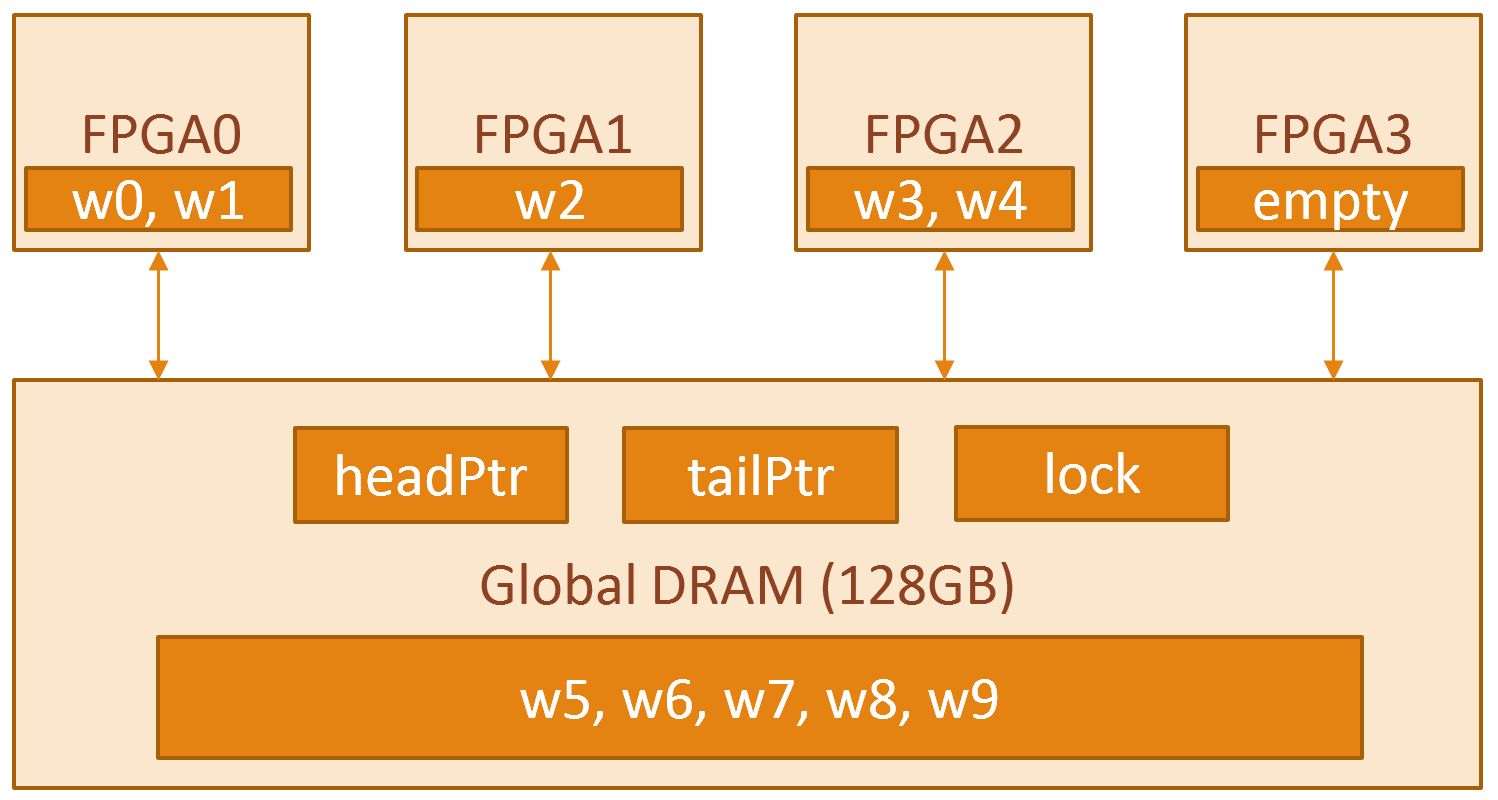 FPGA0
w0, w1
FPGA1
w2
FPGA2
w3, w4
FPGA3
empty
headPtr
tailPtr
lock
Global DRAM (128GB)
w5, w6, w7, w8, w9